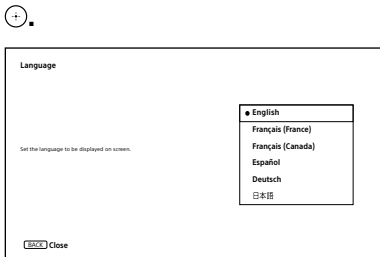 .
Language
English
Français (France)
Set the language to be displayed on screen.
Français (Canada)
Español
Deutsch
日本語
BACK Close